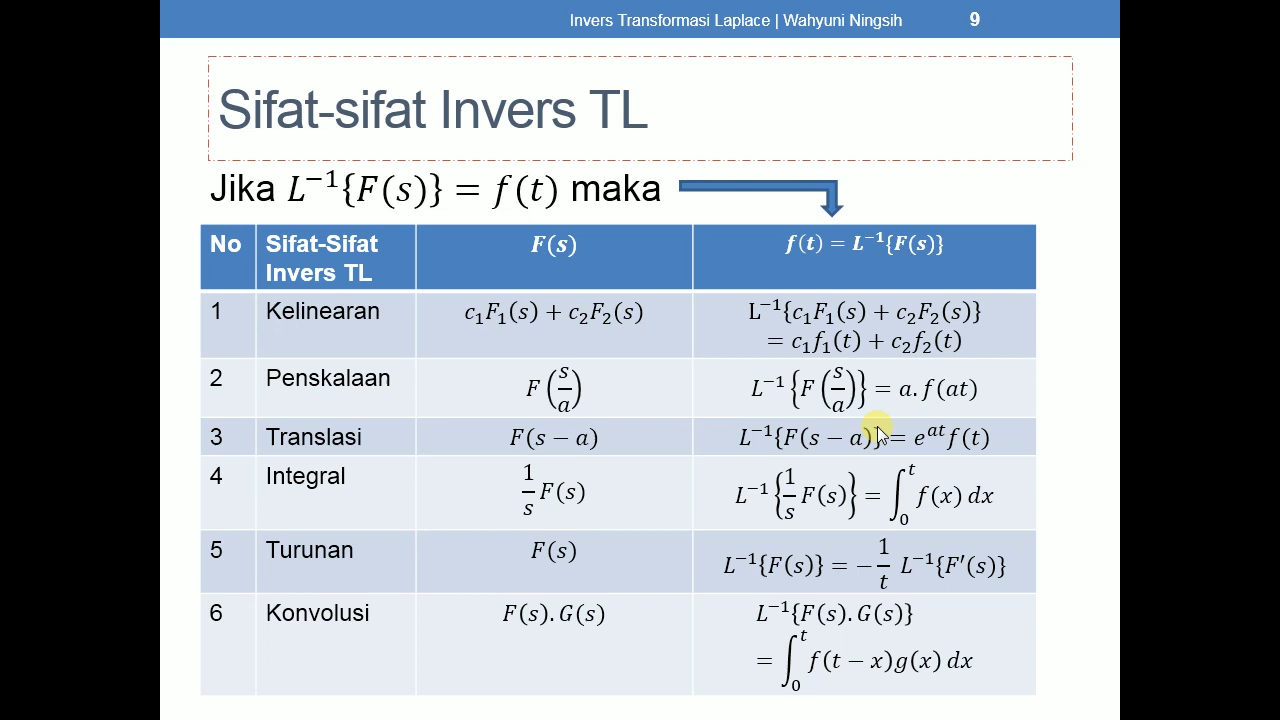 Invers Transformasi Laplace | Wahyuni Ningsih 9
Sifat-sifat Invers TL
Jika L⁻¹{F(s)} = f(t) maka
No Sifat-Sifat Invers TL F(s) f(t) = L⁻¹{F(s)}
1 Kelinearan c₁F₁(s) + c₂F₂(s) L⁻¹{c₁F₁(s) + c₂F₂(s)}
= c₁f₁(t) + c₂f₂(t)
2 Penskalaan F(s/a) L⁻¹{F(s/a)} = a.f(at)
3 Translasi F(s − a) L⁻¹{F(s − a)} = eᵃᵗf(t)
4 Integral 1/s F(s) L⁻¹{1/s F(s)} = ∫₀ᵗ f(x) dx
5 Turunan F(s) L⁻¹{F(s)} = −1/t L⁻¹{F′(s)}
6 Konvolusi F(s).G(s) L⁻¹{F(s).G(s)}
= ∫₀ᵗ f(t − x)g(x) dx